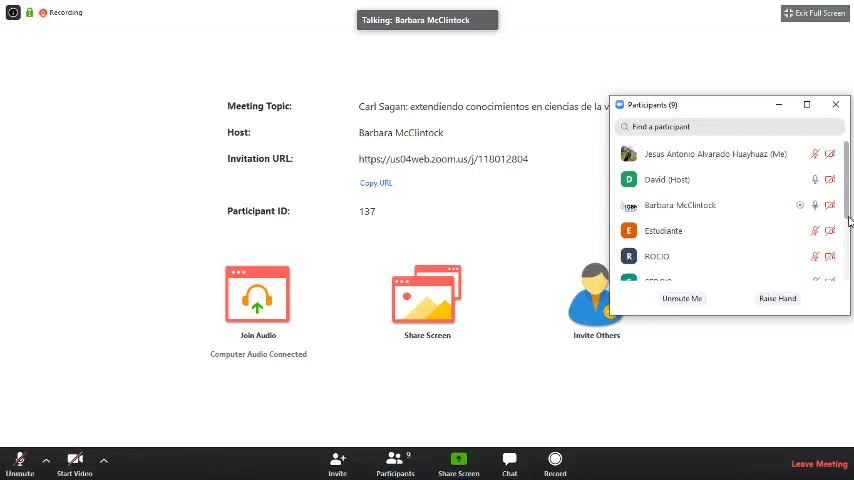 Recording
Talking: Barbara McClintock
Exit Full Screen
Meeting Topic: Carl Sagan: extendiendo conocimientos en ciencias de la v
Host: Barbara McClintock
Invitation URL: https://us04web.zoom.us/j/118012804
Copy URL
Participant ID: 137
Join Audio
Computer Audio Connected
Share Screen
Invite Others
Participants (9)
Find a participant
Jesus Antonio Alvarado Huayhuaz (Me)
D David (Host)
Barbara McClintock
E Estudiante
R ROCIO
Unmute Me
Raise Hand
Unmute
Start Video
Invite
Participants 9
Share Screen
Chat
Record
Leave Meeting